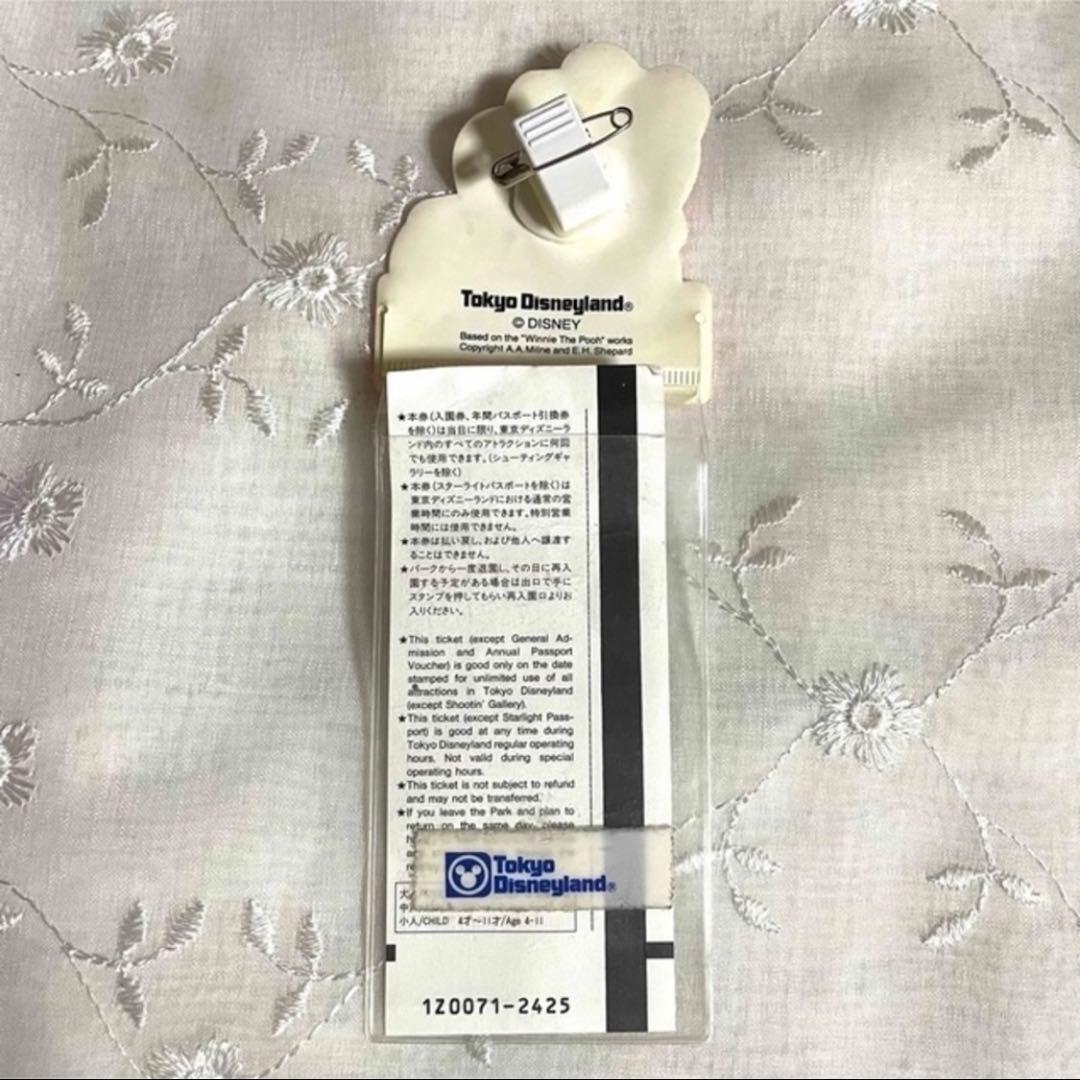 Tokyo Disneyland®
© DISNEY
Based on the "Winnie The Pooh" works
Copyright A.A.Milne and E.H. Shepard
★本券(入園券、年間パスポート引換券
を除く)は当日に限り、東京ディズニーラ
ンド内のすべてのアトラクションに何回
でも使用できます。(シューティングギャ
ラリーを除く)
★本券(スターライトパスポートを除く)は
東京ディズニーランドにおける通常の営
業時間にのみ使用できます。特別営業
時間には使用できません。
★本券は払い戻し、および他人へ譲渡す
ることはできません。
★パークから一度退園し、その日に再入
園する予定がある場合は出口で手に
スタンプを押してもらい再入園口よりお
入りください。
★This ticket (except General Ad-
mission and Annual Passport
Voucher) is good only on the date
stamped for unlimited use of all
attractions in Tokyo Disneyland
(except Shootin' Gallery).
★This ticket (except Starlight Pass-
port) is good at any time during
Tokyo Disneyland regular operating
hours. Not valid during special
operating hours.
★This ticket is not subject to refund
and may not be transferred.
★If you leave the Park and plan to
return on the same day, please
Tokyo
Disneyland®
小人/CHILD 4才〜11才/Age 4-11
1Z0071-2425